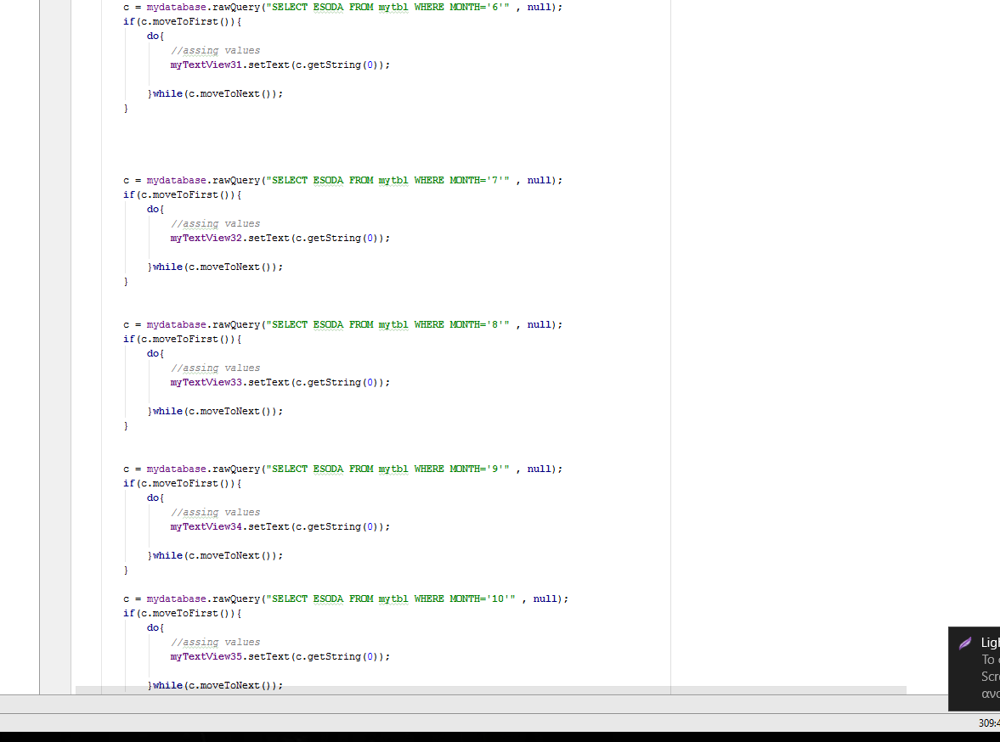 c = mydatabase.rawQuery("SELECT ESODA FROM mytbl WHERE MONTH='6'" , null);
if(c.moveToFirst()){
do{
//assing values
myTextView31.setText(c.getString(0));
}while(c.moveToNext());
}
c = mydatabase.rawQuery("SELECT ESODA FROM mytbl WHERE MONTH='7'" , null);
if(c.moveToFirst()){
do{
//assing values
myTextView32.setText(c.getString(0));
}while(c.moveToNext());
}
c = mydatabase.rawQuery("SELECT ESODA FROM mytbl WHERE MONTH='8'" , null);
if(c.moveToFirst()){
do{
//assing values
myTextView33.setText(c.getString(0));
}while(c.moveToNext());
}
c = mydatabase.rawQuery("SELECT ESODA FROM mytbl WHERE MONTH='9'" , null);
if(c.moveToFirst()){
do{
//assing values
myTextView34.setText(c.getString(0));
}while(c.moveToNext());
}
c = mydatabase.rawQuery("SELECT ESODA FROM mytbl WHERE MONTH='10'" , null);
if(c.moveToFirst()){
do{
//assing values
myTextView35.setText(c.getString(0));
}while(c.moveToNext());
To
309:4